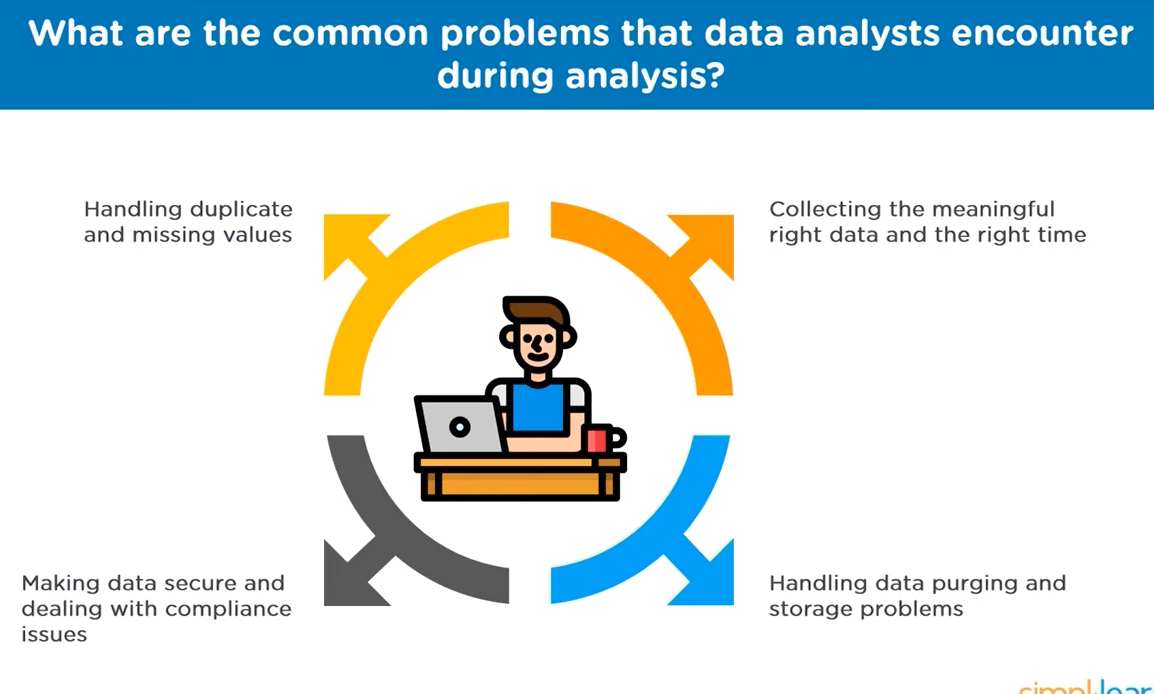 What are the common problems that data analysts encounter
during analysis?
Handling duplicate
and missing values
Collecting the meaningful
right data and the right time
Making data secure and
dealing with compliance
issues
Handling data purging and
storage problems